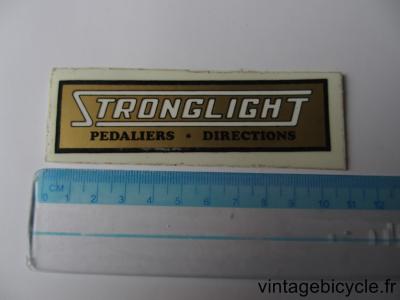 STRONGLIGHT
PEDALIERS • DIRECTIONS
CM
0 1 2 3 4 5 6 7 8 9 10 11 12
vintagebicycle.fr